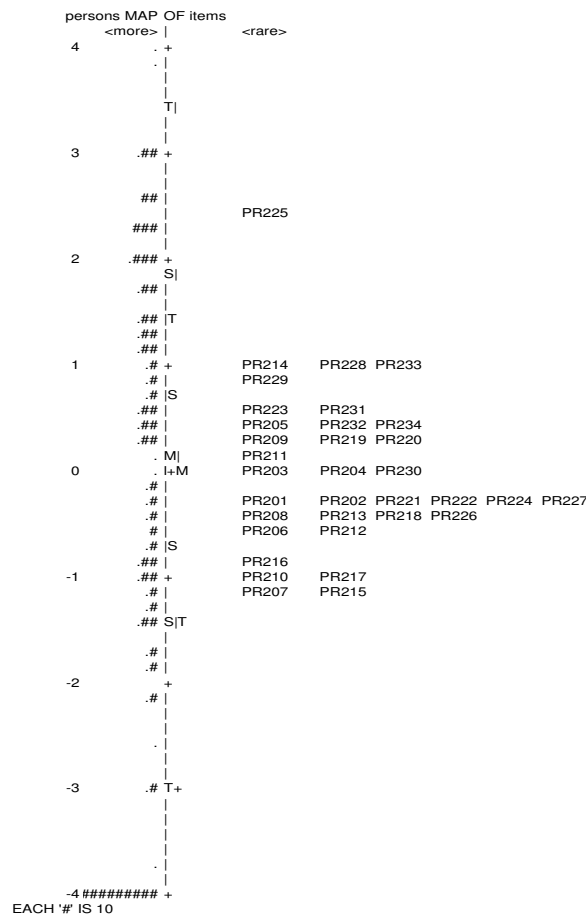 persons MAP OF items
<more> | <rare>
4 . +
. |
|
|
T|
|
|
3 .## +
|
|
## |
| PR225
### |
|
2 .### +
S|
.## |
|
.## |T
.## |
.## |
1 .# + PR214 PR228 PR233
.# | PR229
.# |S
.## | PR223 PR231
.## | PR205 PR232 PR234
.## | PR209 PR219 PR220
. M| PR211
0 . I+M PR203 PR204 PR230
.# |
.# | PR201 PR202 PR221 PR222 PR224 PR227
.# | PR208 PR213 PR218 PR226
# | PR206 PR212
.# |S
.## | PR216
-1 .## + PR210 PR217
.# | PR207 PR215
.# |
.## S|T
|
.# |
.# |
-2 +
.# |
|
|
. |
|
|
-3 .# T+
|
|
|
|
. |
|
-4 ######### +
EACH '#' IS 10